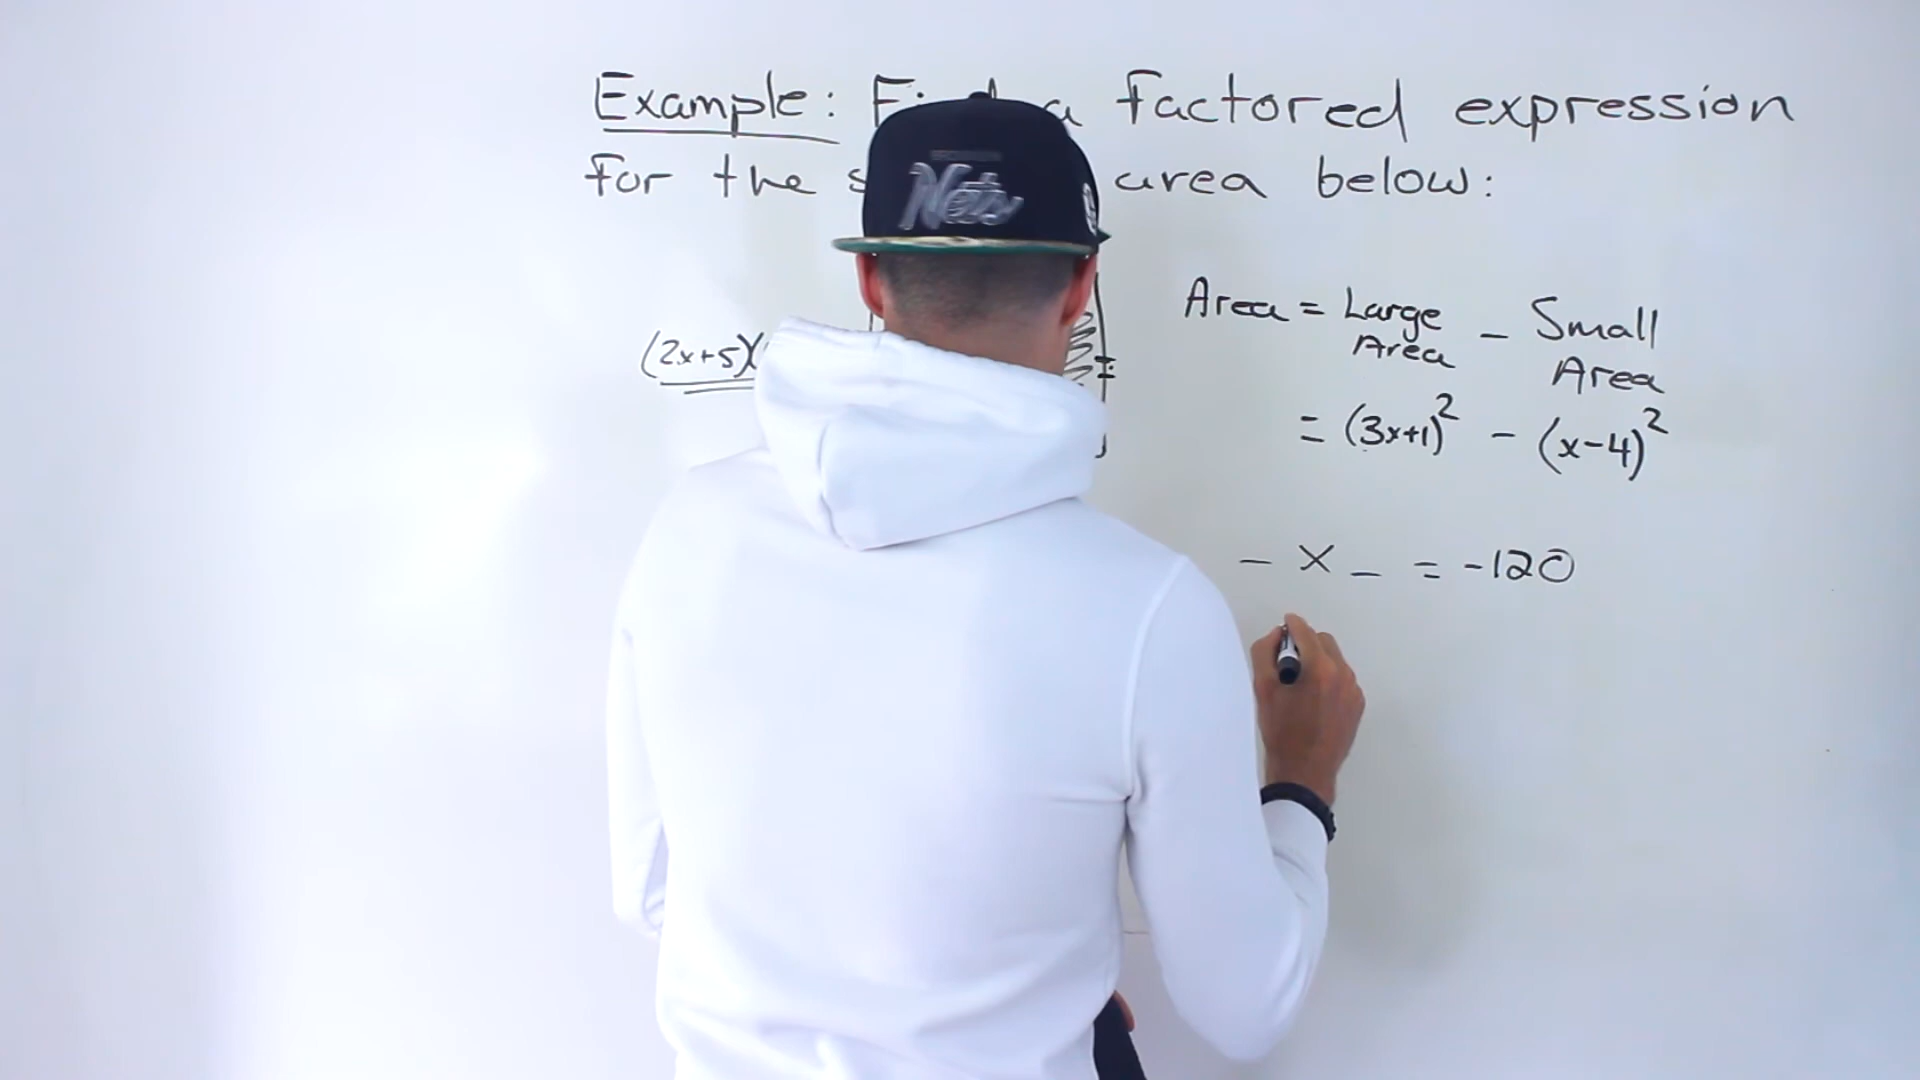 Example: a factored expression
for the area below:
Area = Large Area - Small Area
= (3x+1)² - (x-4)²
(2x+5)(
_ × _ = -120
Nets